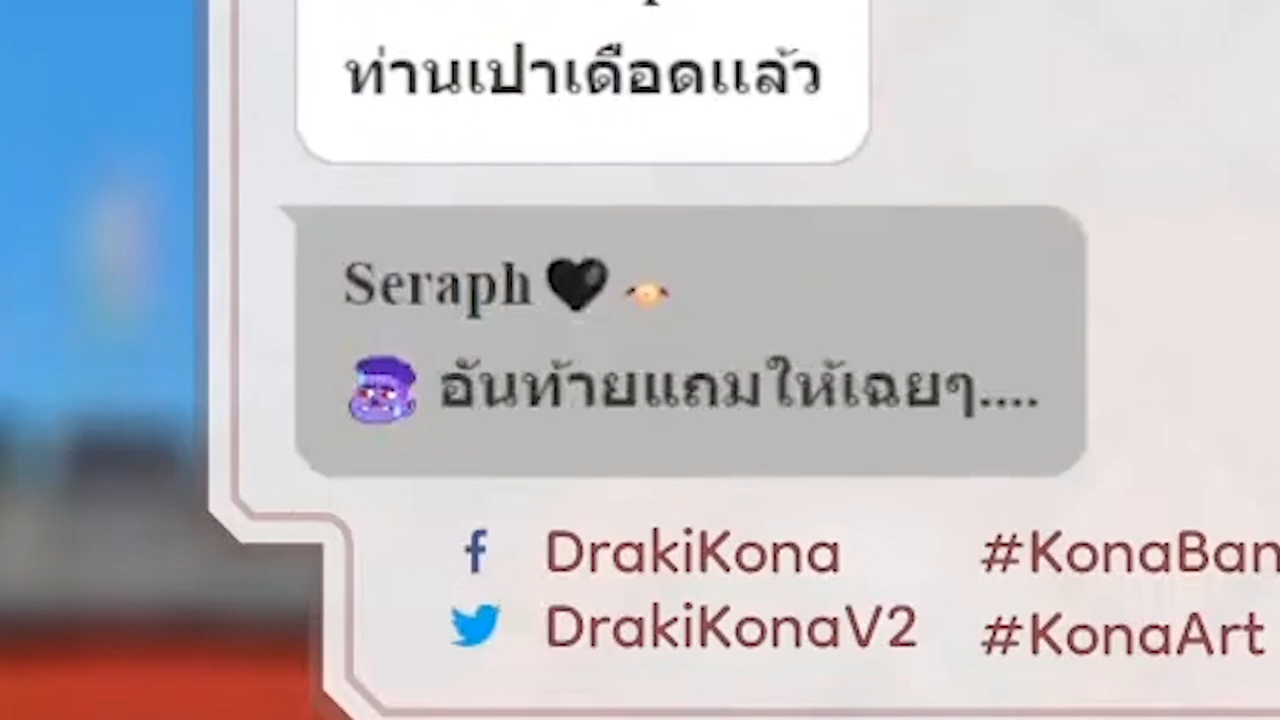 ท่านเปาเดือดแล้ว
Seraph
อันท้ายแถมให้เฉยๆ....
DrakiKona
#KonaBan
DrakiKonaV2
#KonaArt